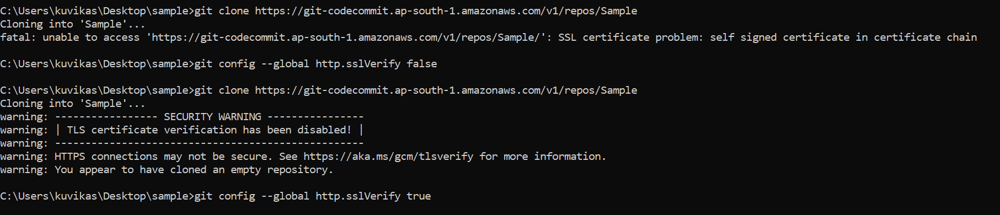 C:\Users\kuvikas\Desktop\sample>git clone https://git-codecommit.ap-south-1.amazonaws.com/v1/repos/Sample
Cloning into 'Sample'...
fatal: unable to access 'https://git-codecommit.ap-south-1.amazonaws.com/v1/repos/Sample/': SSL certificate problem: self signed certificate in certificate chain
C:\Users\kuvikas\Desktop\sample>git config --global http.sslVerify false
C:\Users\kuvikas\Desktop\sample>git clone https://git-codecommit.ap-south-1.amazonaws.com/v1/repos/Sample
Cloning into 'Sample'...
warning: ----------------- SECURITY WARNING ----------------
warning: | TLS certificate verification has been disabled! |
warning: ---------------------------------------------------
warning: HTTPS connections may not be secure. See https://aka.ms/gcm/tlsverify for more information.
warning: You appear to have cloned an empty repository.
C:\Users\kuvikas\Desktop\sample>git config --global http.sslVerify true